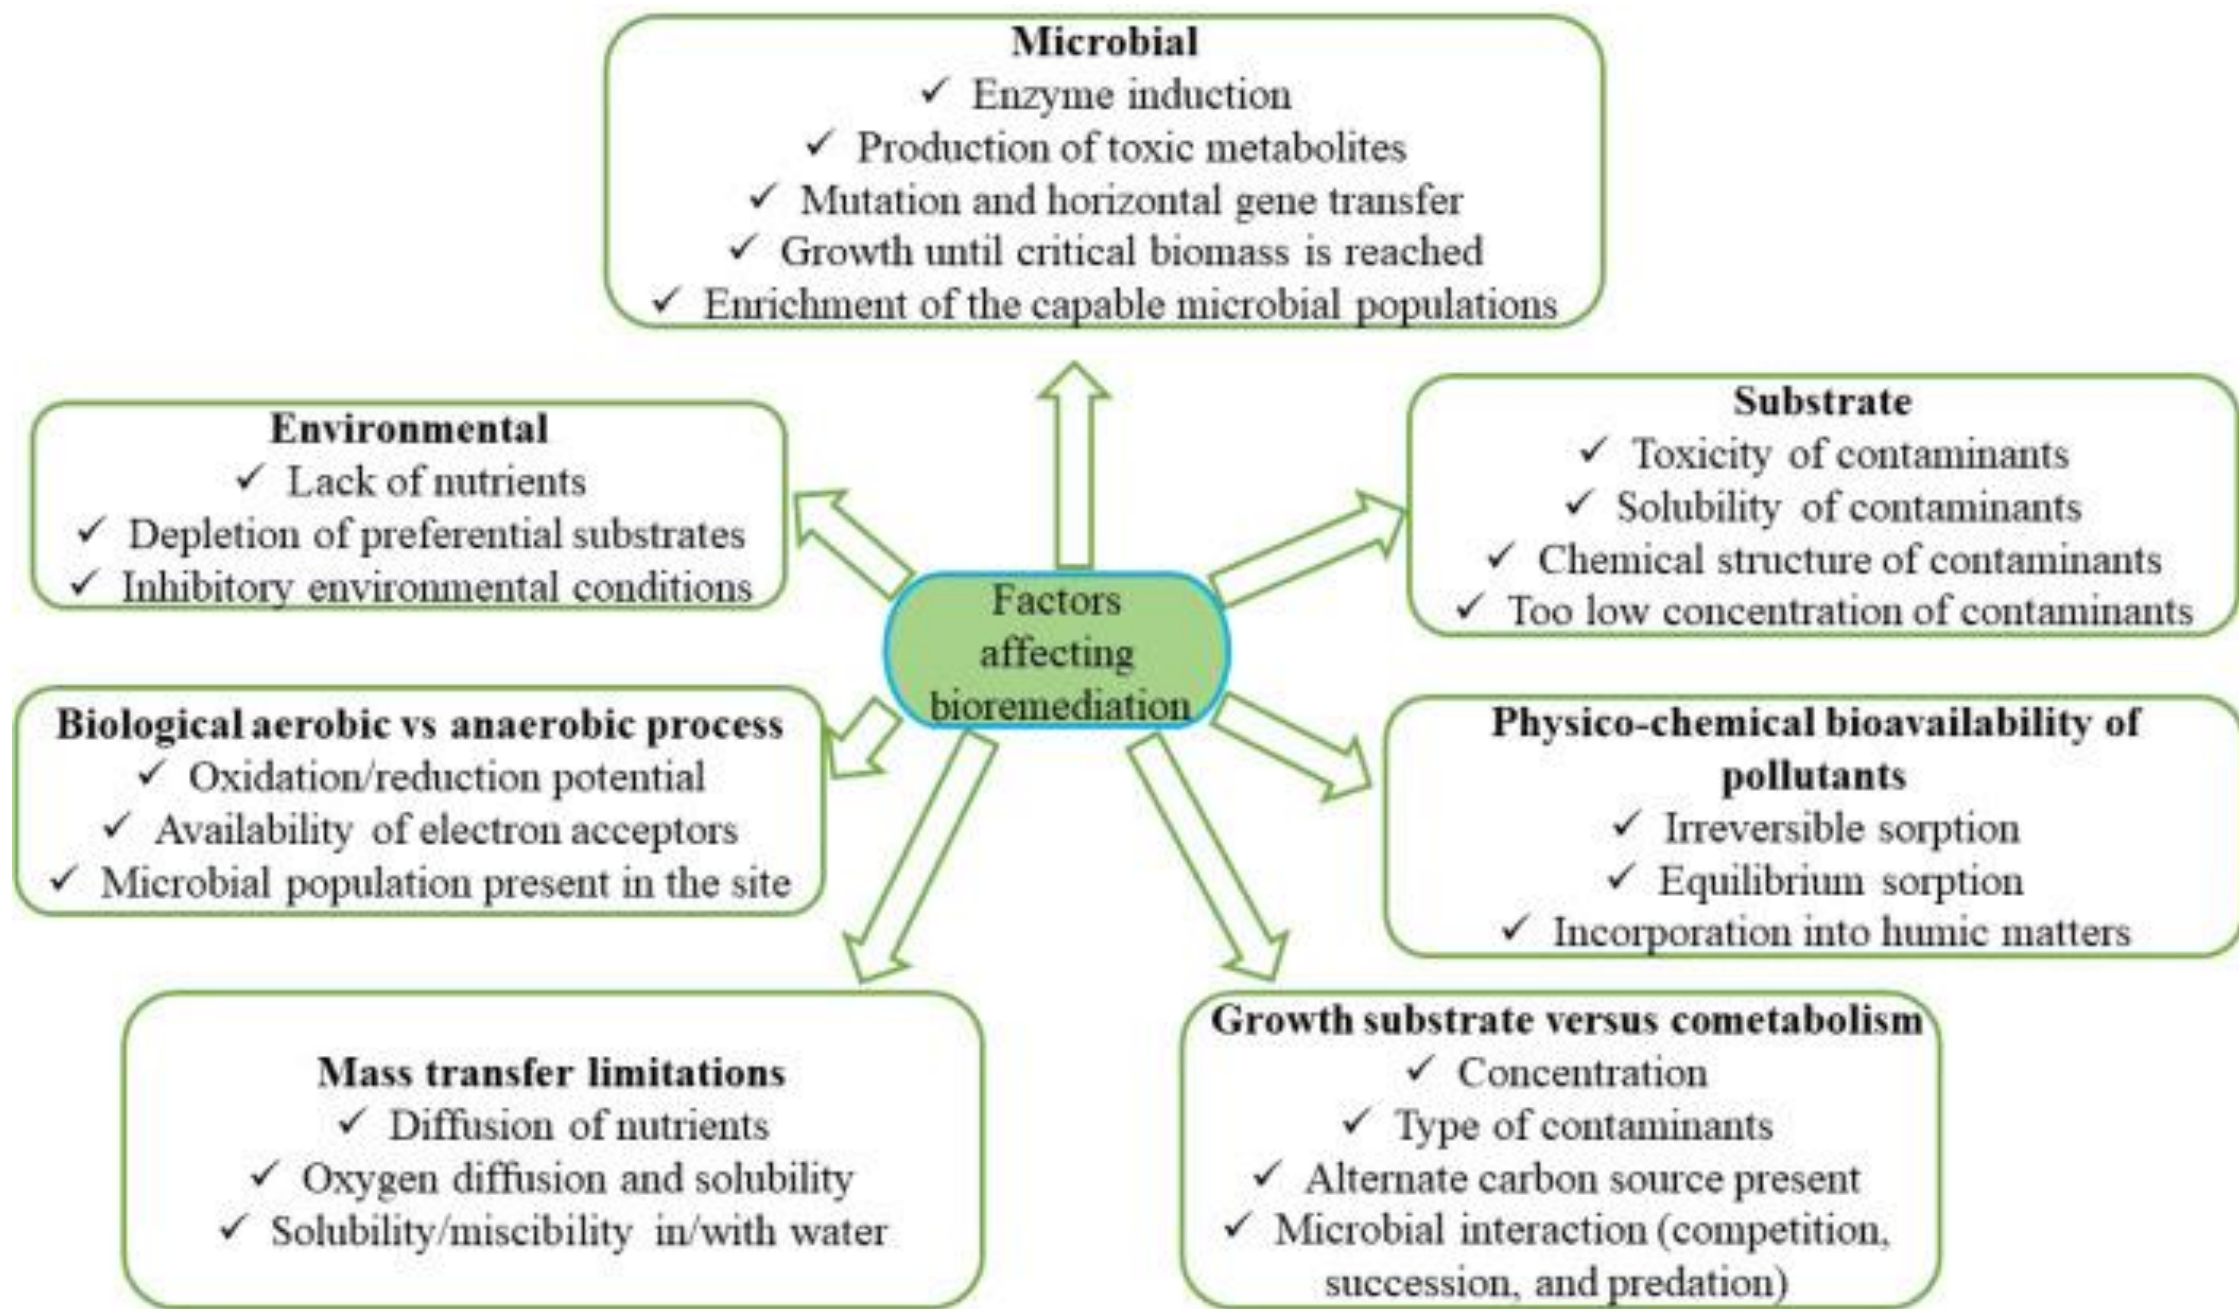 Microbial
✓ Enzyme induction
✓ Production of toxic metabolites
✓ Mutation and horizontal gene transfer
✓ Growth until critical biomass is reached
✓ Enrichment of the capable microbial populations
Environmental
✓ Lack of nutrients
✓ Depletion of preferential substrates
✓ Inhibitory environmental conditions
Substrate
✓ Toxicity of contaminants
✓ Solubility of contaminants
✓ Chemical structure of contaminants
✓ Too low concentration of contaminants
Factors
affecting
bioremediation
Biological aerobic vs anaerobic process
✓ Oxidation/reduction potential
✓ Availability of electron acceptors
✓ Microbial population present in the site
Physico-chemical bioavailability of
pollutants
✓ Irreversible sorption
✓ Equilibrium sorption
✓ Incorporation into humic matters
Mass transfer limitations
✓ Diffusion of nutrients
✓ Oxygen diffusion and solubility
✓ Solubility/miscibility in/with water
Growth substrate versus cometabolism
✓ Concentration
✓ Type of contaminants
✓ Alternate carbon source present
✓ Microbial interaction (competition,
succession, and predation)